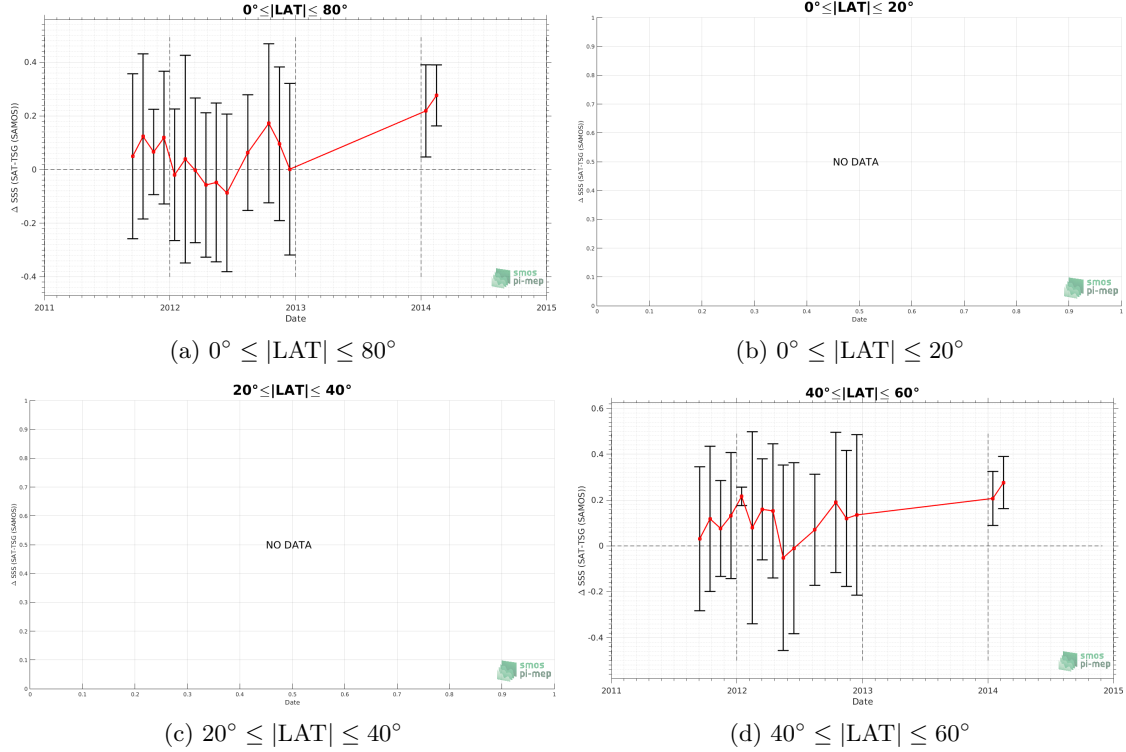 0°≤|LAT|≤ 80°
Δ SSS (SAT-TSG (SAMOS))
0.4
0.2
0
-0.2
-0.4
2011
2012
2013
2014
2015
Date
smos
pi-mep
(a) 0° ≤ |LAT| ≤ 80°
0°≤|LAT|≤ 20°
Δ SSS (SAT-TSG (SAMOS))
1
0.9
0.8
0.7
0.6
0.5
0.4
0.3
0.2
0.1
0
NO DATA
0
0.1
0.2
0.3
0.4
0.5
0.6
0.7
0.8
0.9
1
Date
smos
pi-mep
(b) 0° ≤ |LAT| ≤ 20°
20°≤|LAT|≤ 40°
Δ SSS (SAT-TSG (SAMOS))
1
0.9
0.8
0.7
0.6
0.5
0.4
0.3
0.2
0.1
0
NO DATA
0
0.1
0.2
0.3
0.4
0.5
0.6
0.7
0.8
0.9
1
Date
smos
pi-mep
(c) 20° ≤ |LAT| ≤ 40°
40°≤|LAT|≤ 60°
Δ SSS (SAT-TSG (SAMOS))
0.6
0.4
0.2
0
-0.2
-0.4
2011
2012
2013
2014
2015
Date
smos
pi-mep
(d) 40° ≤ |LAT| ≤ 60°